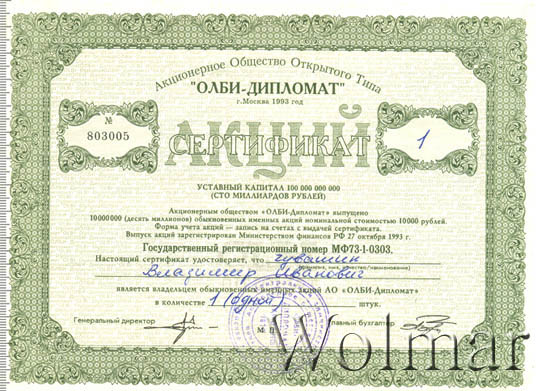 Акционерное Общество Открытого Типа
"ОЛБИ-ДИПЛОМАТ"
г.Москва 1993 год
№
803005
1
АКЦИЙ
СЕРТИФИКАТ
УСТАВНЫЙ КАПИТАЛ 100 000 000 000
(СТО МИЛЛИАРДОВ РУБЛЕЙ)
Акционерным обществом «ОЛБИ-Дипломат» выпущено
10000000 (десять миллионов) обыкновенных именных акций номинальной стоимостью 10000 рублей.
Форма учета акций — запись на счетах с выдачей сертификата.
Выпуск акций зарегистрирован Министерством финансов РФ 27 октября 1993 г.
Государственный регистрационный номер МФ73-1-0303.
Настоящий сертификат удостоверяет, что Чувашин
Владимир Иванович
является владельцем обыкновенных именных акций АО «ОЛБИ-Дипломат»
в количестве 1 (одной) штук.
Генеральный директор
М.П.
Главный бухгалтер
Wolmar